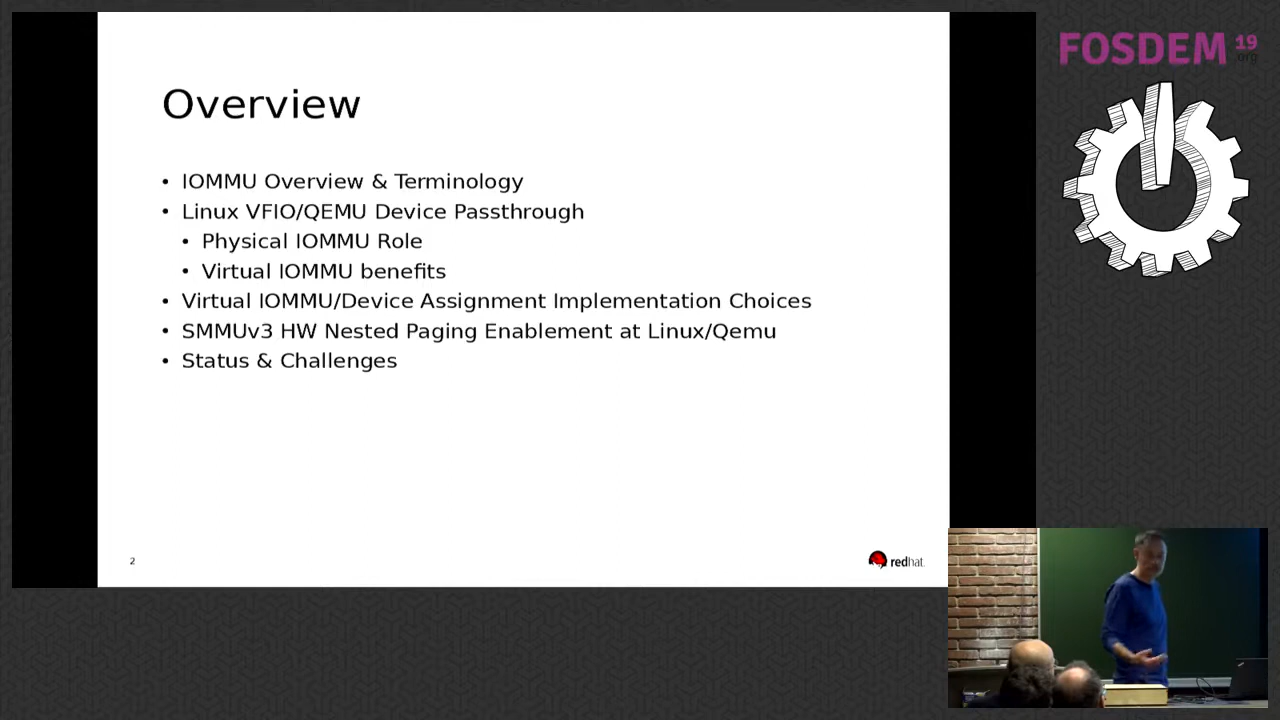 Overview
• IOMMU Overview & Terminology
• Linux VFIO/QEMU Device Passthrough
• Physical IOMMU Role
• Virtual IOMMU benefits
• Virtual IOMMU/Device Assignment Implementation Choices
• SMMUv3 HW Nested Paging Enablement at Linux/Qemu
• Status & Challenges
2
redhat.
FOSDEM 19
.org